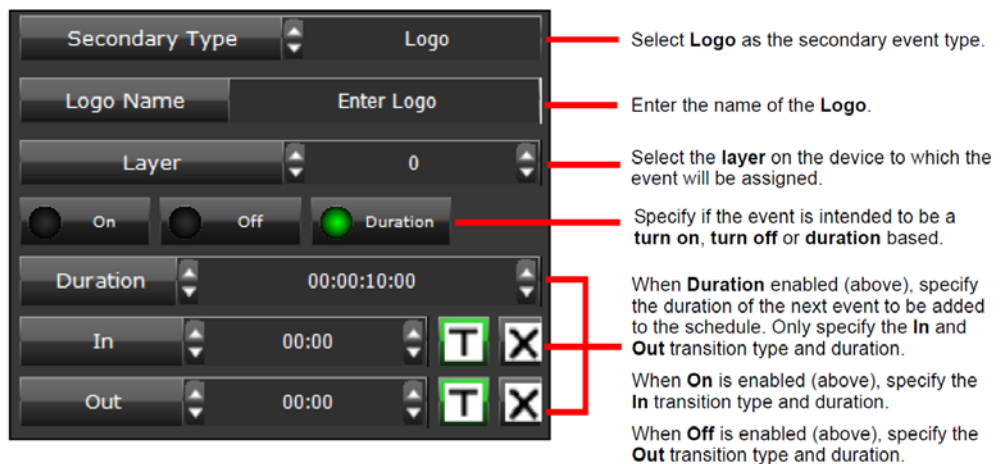 Secondary Type Logo
Select Logo as the secondary event type.
Logo Name Enter Logo
Enter the name of the Logo.
Layer 0
Select the layer on the device to which the
event will be assigned.
On Off Duration
Specify if the event is intended to be a
turn on, turn off or duration based.
Duration 00:00:10:00
In 00:00 T X
Out 00:00 T X
When Duration enabled (above), specify
the duration of the next event to be added
to the schedule. Only specify the In and
Out transition type and duration.
When On is enabled (above), specify the
In transition type and duration.
When Off is enabled (above), specify the
Out transition type and duration.